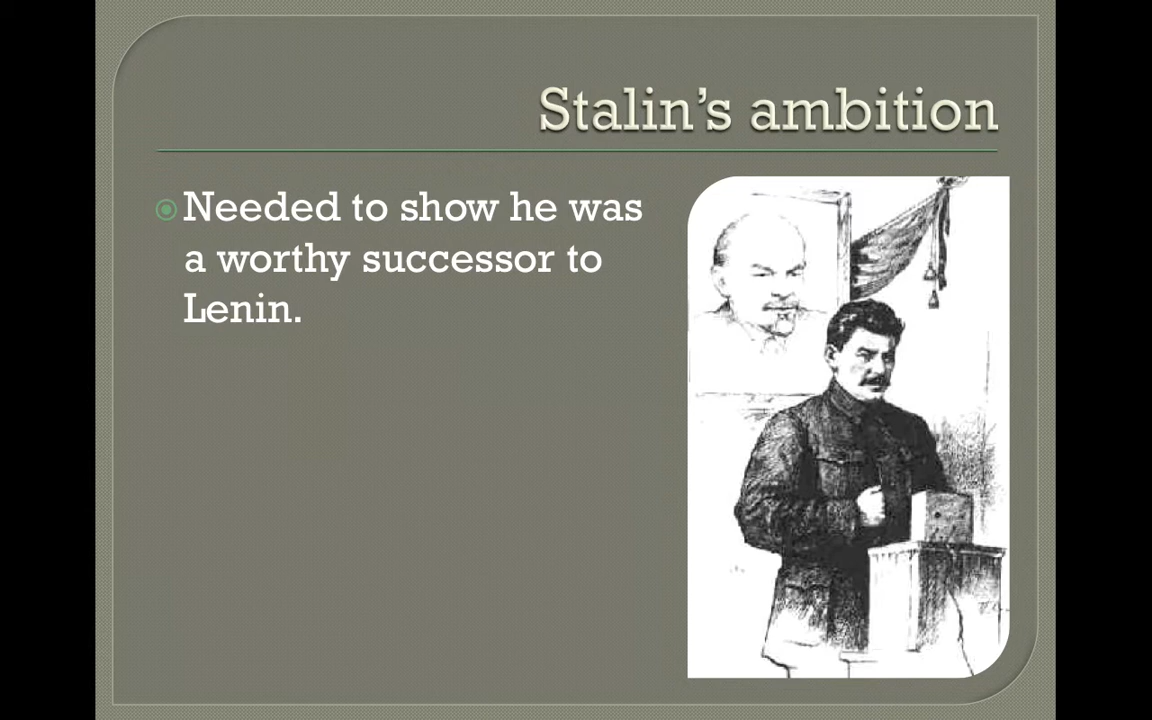 Stalin’s ambition
Needed to show he was
a worthy successor to
Lenin.